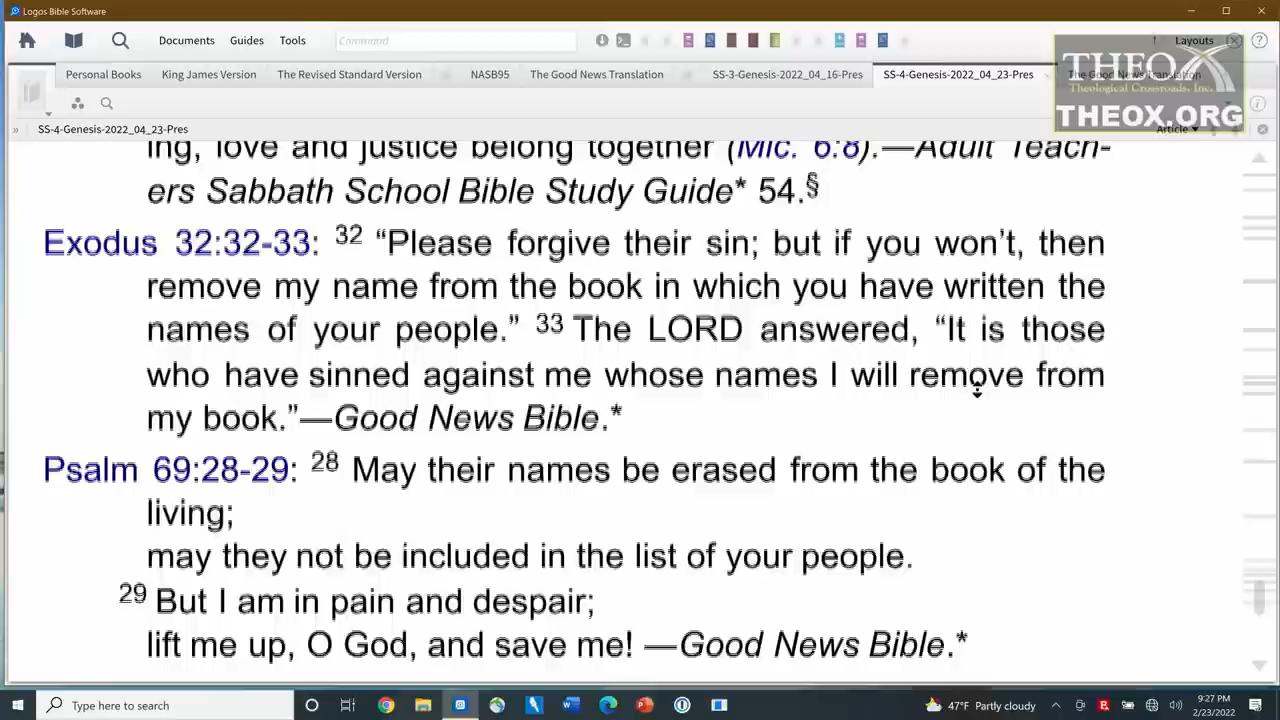 Logos Bible Software
Documents Guides Tools Command Layouts
THEOX
Theological Crossroads, Inc.
THEOX.ORG
Personal Books King James Version The Revised Standard Version NASB95 The Good News Translation SS-3-Genesis-2022_04_16-Pres SS-4-Genesis-2022_04_23-Pres The Good News Translation
» SS-4-Genesis-2022_04_23-Pres Article
ing, love and justice belong together (Mic. 6:8).—Adult Teach-
ers Sabbath School Bible Study Guide* 54.§
Exodus 32:32-33: 32 “Please forgive their sin; but if you won’t, then
remove my name from the book in which you have written the
names of your people.” 33 The LORD answered, “It is those
who have sinned against me whose names I will remove from
my book.”—Good News Bible.*
Psalm 69:28-29: 28 May their names be erased from the book of the
living;
may they not be included in the list of your people.
29 But I am in pain and despair;
lift me up, O God, and save me! —Good News Bible.*
Type here to search 47°F Partly cloudy 9:27 PM
2/23/2022